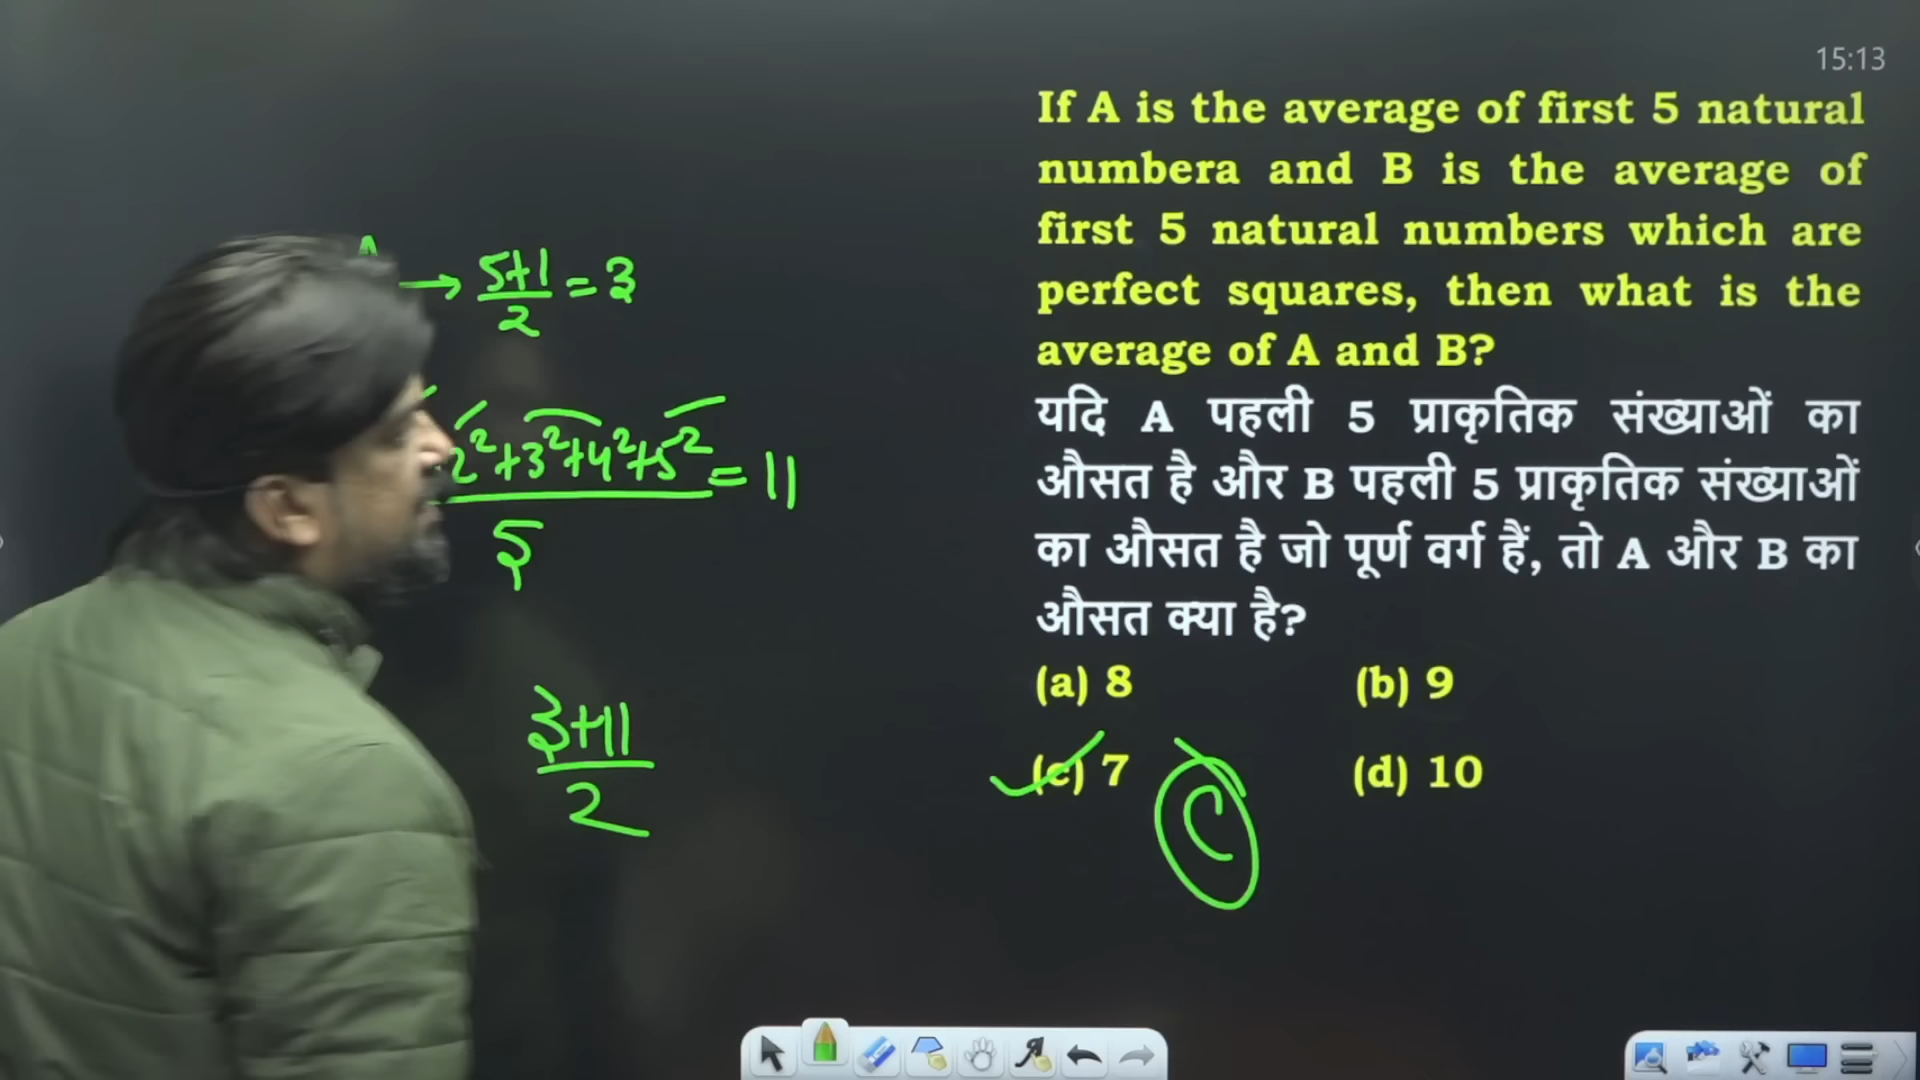 15:13
If A is the average of first 5 natural
numbera and B is the average of
first 5 natural numbers which are
perfect squares, then what is the
average of A and B?
यदि A पहली 5 प्राकृतिक संख्याओं का
औसत है और B पहली 5 प्राकृतिक संख्याओं
का औसत है जो पूर्ण वर्ग हैं, तो A और B का
औसत क्या है?
(a) 8 (b) 9
(c) 7 (d) 10
C
A → 5+1/2 = 3
2²+3²+4²+5²/5 = 11
3+11/2